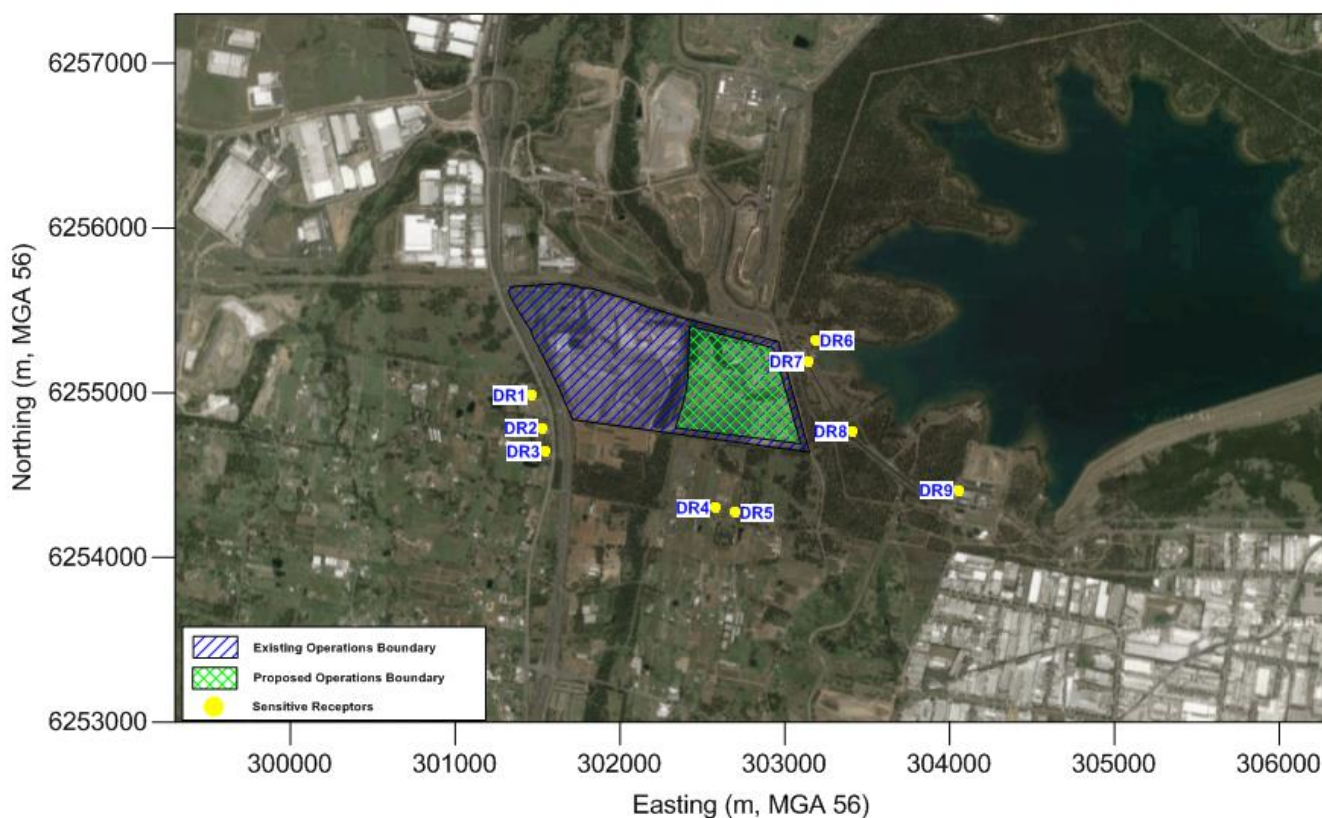 6257000
6256000
6255000
6254000
6253000
Northing (m, MGA 56)
DR6
DR7
DR1
DR2
DR8
DR3
DR9
DR4
DR5
Existing Operations Boundary
Proposed Operations Boundary
Sensitive Receptors
300000
301000
302000
303000
304000
305000
306000
Easting (m, MGA 56)